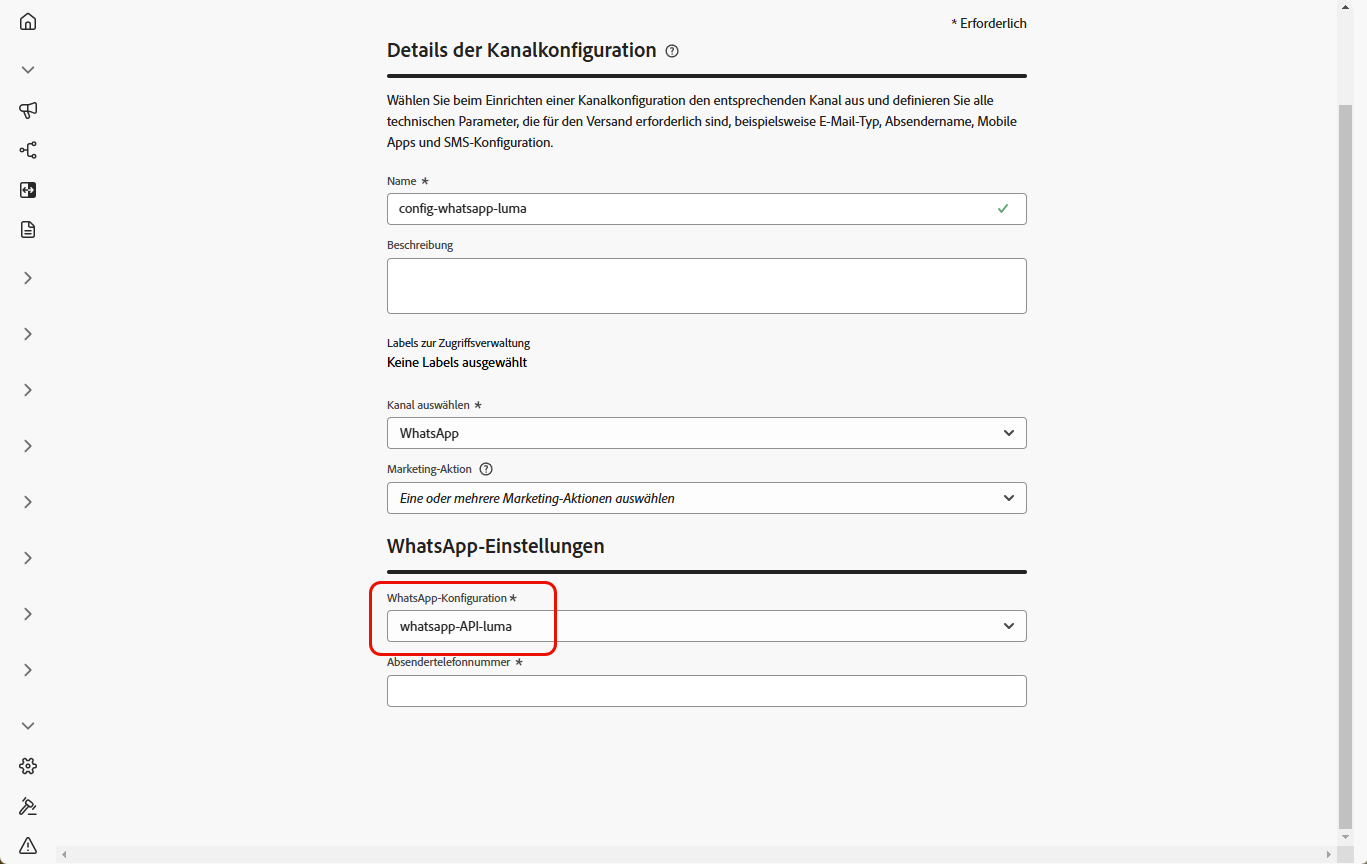 * Erforderlich
Details der Kanalkonfiguration
Wählen Sie beim Einrichten einer Kanalkonfiguration den entsprechenden Kanal aus und definieren Sie alle
technischen Parameter, die für den Versand erforderlich sind, beispielsweise E-Mail-Typ, Absendername, Mobile
Apps und SMS-Konfiguration.
Name *
config-whatsapp-luma
Beschreibung
Labels zur Zugriffsverwaltung
Keine Labels ausgewählt
Kanal auswählen *
WhatsApp
Marketing-Aktion
Eine oder mehrere Marketing-Aktionen auswählen
WhatsApp-Einstellungen
WhatsApp-Konfiguration *
whatsapp-API-luma
Absendertelefonnummer *